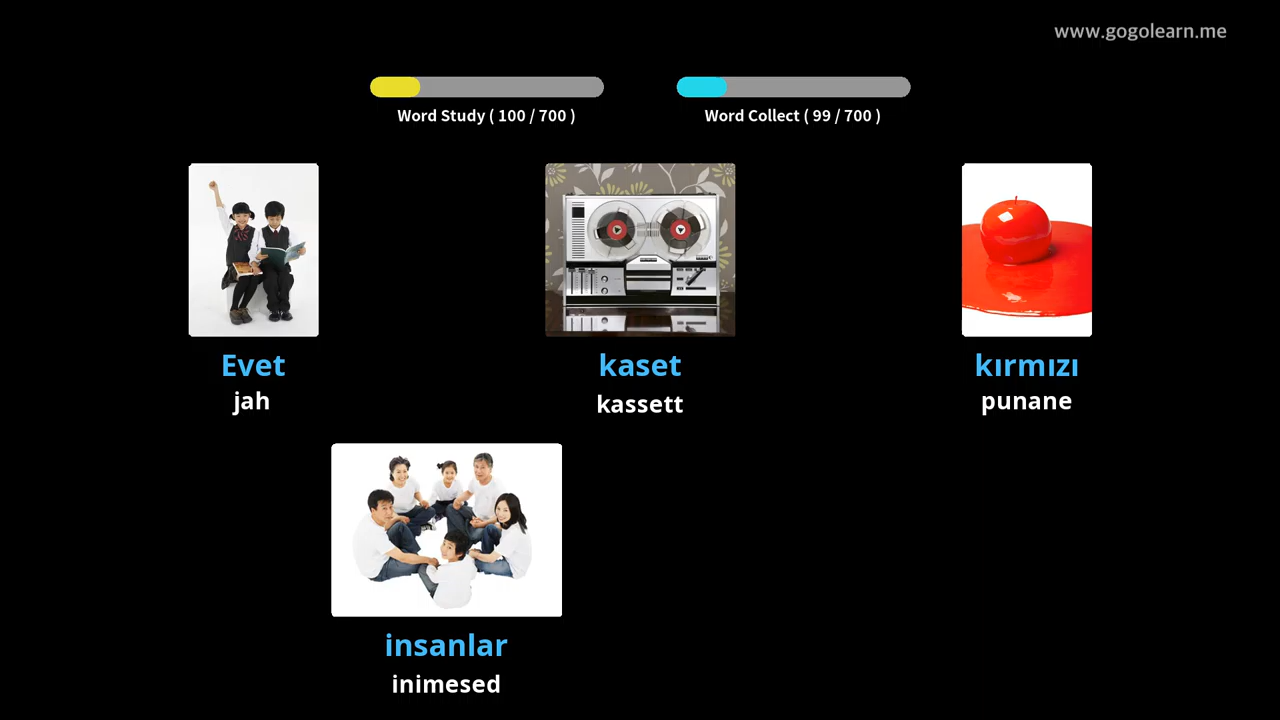 www.gogolearn.me
Word Study ( 100 / 700 )
Word Collect ( 99 / 700 )
Evet
jah
kaset
kassett
kırmızı
punane
insanlar
inimesed